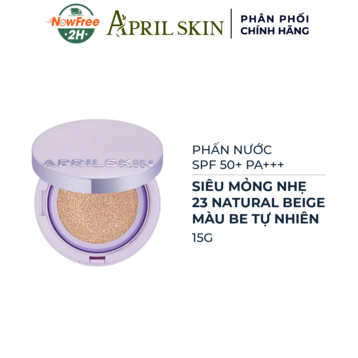 NowFree
2H
APRIL SKIN
PHÂN PHỐI
CHÍNH HÃNG
APRILSKIN
PHẤN NƯỚC
SPF 50+ PA+++
SIÊU MỎNG NHẸ
23 NATURAL BEIGE
MÀU BE TỰ NHIÊN
15G